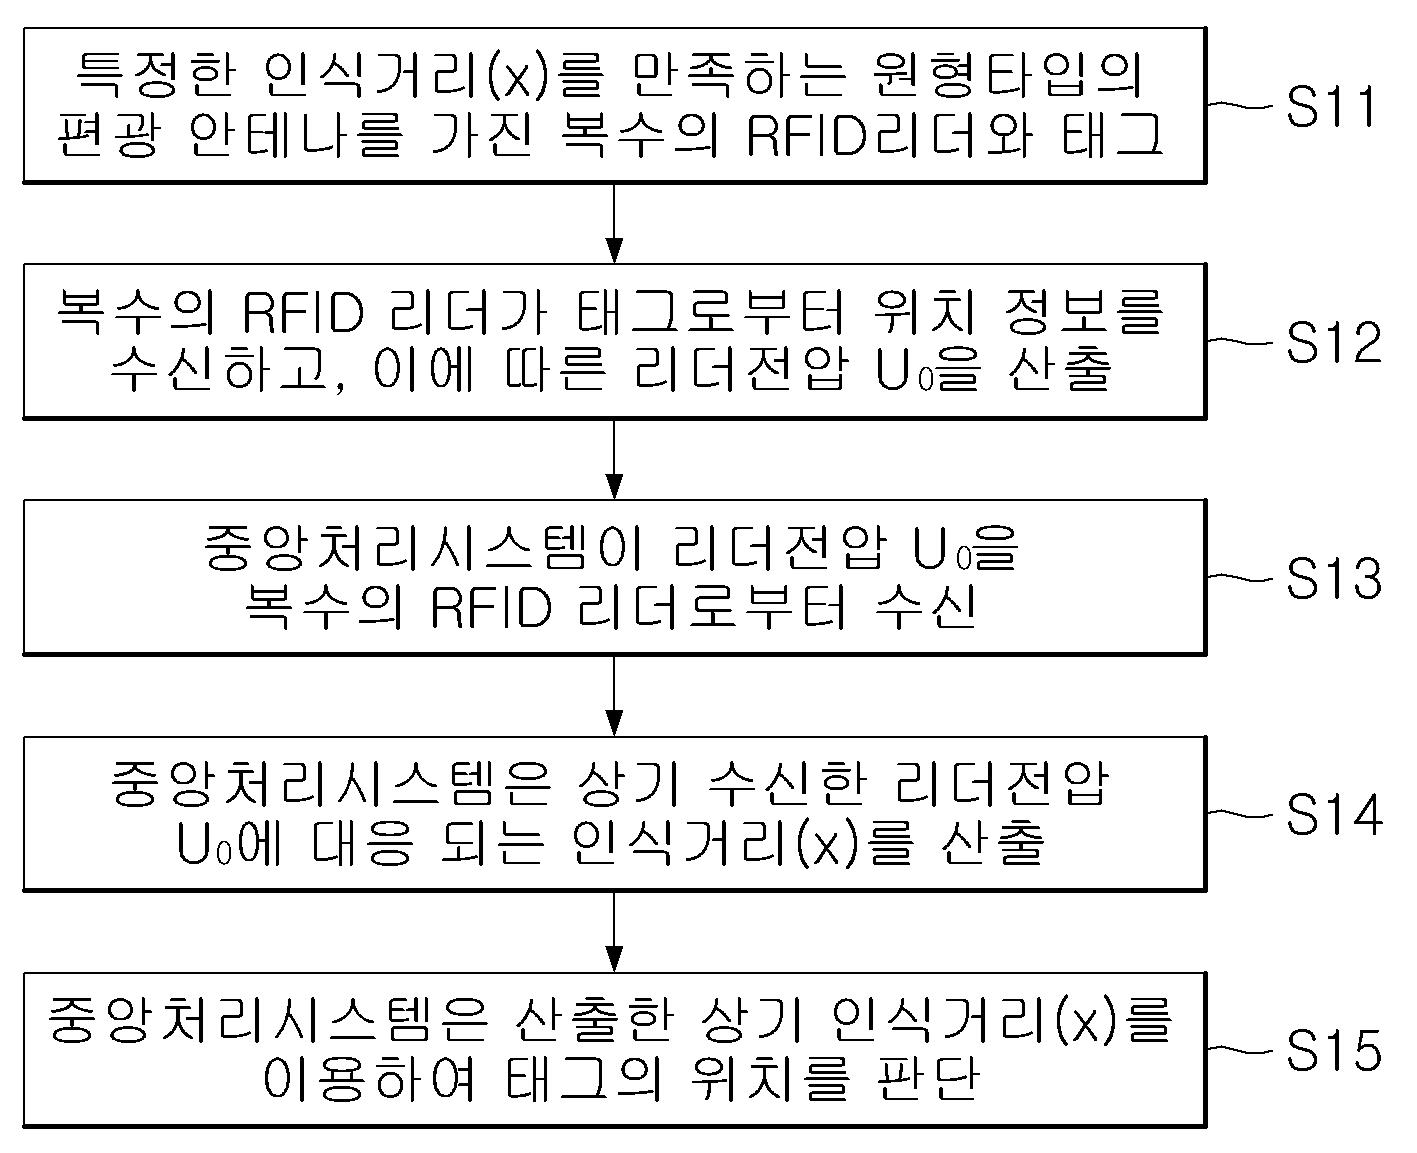 특정한 인식거리(x)를 만족하는 원형타입의
편광 안테나를 가진 복수의 RFID리더와 태그
S11
복수의 RFID 리더가 태그로부터 위치 정보를
수신하고, 이에 따른 리더전압 U₀을 산출
S12
중앙처리시스템이 리더전압 U₀을
복수의 RFID 리더로부터 수신
S13
중앙처리시스템은 상기 수신한 리더전압
U₀에 대응 되는 인식거리(x)를 산출
S14
중앙처리시스템은 산출한 상기 인식거리(x)를
이용하여 태그의 위치를 판단
S15